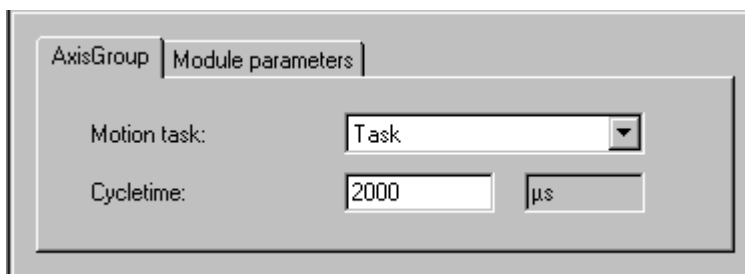 AxisGroup Module parameters
Motion task: Task
Cycletime: 2000 µs